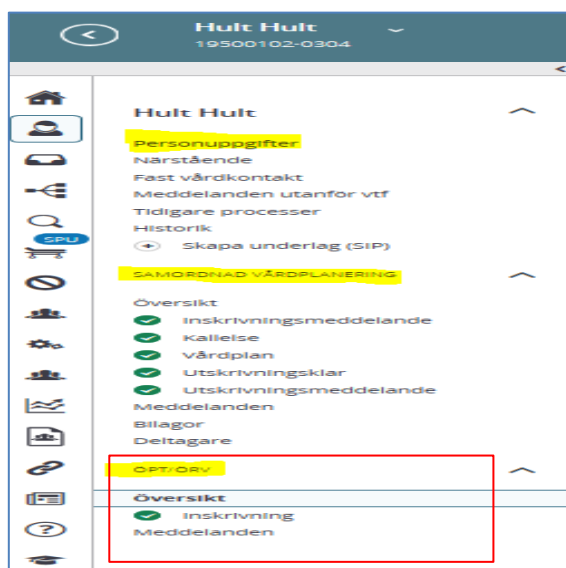 Hult Hult
19500102-0304
Hult Hult
Personuppgifter
Närstående
Fast vårdkontakt
Meddelanden utanför vtf
Tidigare processer
Historik
Skapa underlag (SIP)
SPU
SAMORDNAD VÅRDPLANERING
Översikt
Inskrivningsmeddelande
Kallelse
Vårdplan
Utskrivningsklar
Utskrivningsmeddelande
Meddelanden
Bilagor
Deltagare
ÖPT/ÖRV
Översikt
Inskrivning
Meddelanden